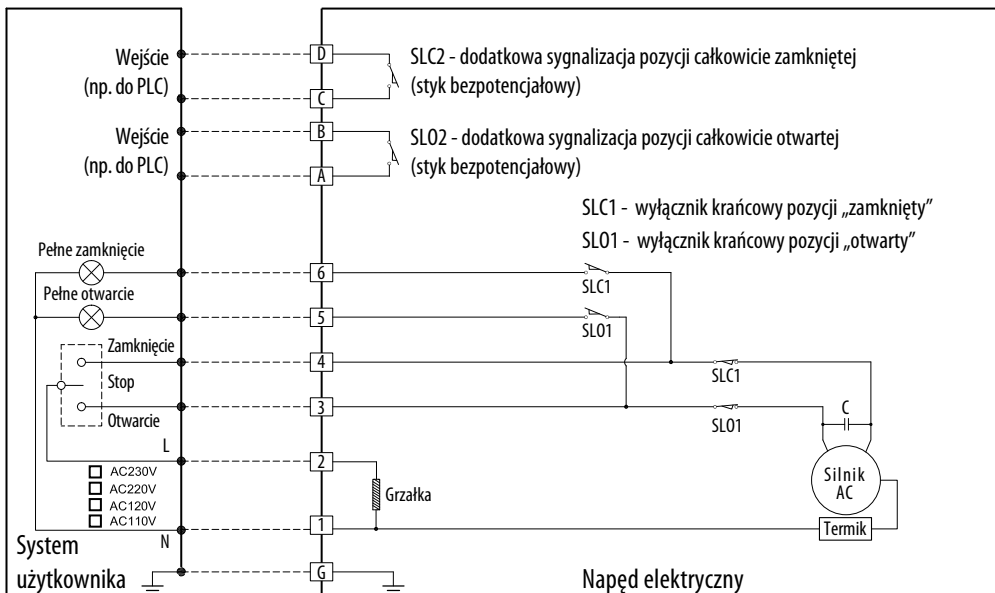 Wejście
(np. do PLC)
D
C
SLC2 - dodatkowa sygnalizacja pozycji całkowicie zamkniętej
(styk bezpotencjałowy)
Wejście
(np. do PLC)
B
A
SLO2 - dodatkowa sygnalizacja pozycji całkowicie otwartej
(styk bezpotencjałowy)
SLC1 - wyłącznik krańcowy pozycji „zamknięty”
SLO1 - wyłącznik krańcowy pozycji „otwarty”
Pełne zamknięcie
6
SLC1
Pełne otwarcie
5
SLO1
Zamknięcie
4
SLC1
Stop
Otwarcie
3
SLO1
C
L
2
Grzałka
Silnik
AC
AC230V
AC220V
AC120V
AC110V
N
1
Termik
System
użytkownika
G
Napęd elektryczny